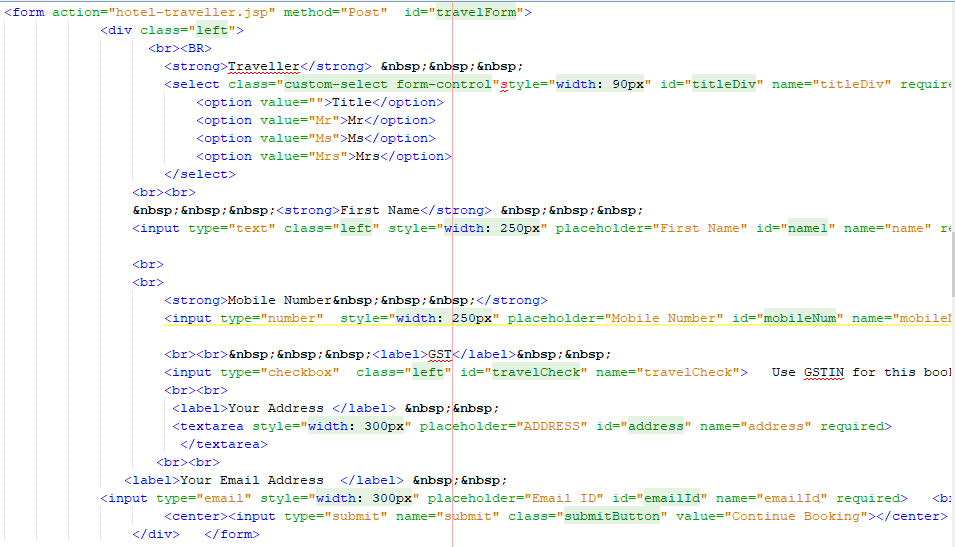 <form action="hotel-traveller.jsp" method="Post"  id="travelForm">
<div class="left">
<br><BR>
<strong>Traveller</strong> &nbsp;&nbsp;&nbsp;
<select class="custom-select form-control"style="width: 90px" id="titleDiv" name="titleDiv" require
<option value="">Title</option>
<option value="Mr">Mr</option>
<option value="Ms">Ms</option>
<option value="Mrs">Mrs</option>
</select>
<br><br>
&nbsp;&nbsp;&nbsp;<strong>First Name</strong> &nbsp;&nbsp;&nbsp;
<input type="text" class="left" style="width: 250px" placeholder="First Name" id="name1" name="name" re
<br>
<br>
<strong>Mobile Number&nbsp;&nbsp;&nbsp;</strong>
<input type="number"  style="width: 250px" placeholder="Mobile Number" id="mobileNum" name="mobileN
<br><br>&nbsp;&nbsp;&nbsp;<label>GST</label>&nbsp;&nbsp;
<input type="checkbox"  class="left" id="travelCheck" name="travelCheck">   Use GSTIN for this book
<br><br>
<label>Your Address </label> &nbsp;&nbsp;
<textarea style="width: 300px" placeholder="ADDRESS" id="address" name="address" required>
</textarea>
<br><br>
<label>Your Email Address  </label> &nbsp;&nbsp;
<input type="email" style="width: 300px" placeholder="Email ID" id="emailId" name="emailId" required>   <b
<center><input type="submit" name="submit" class="submitButton" value="Continue Booking"></center>
</div>   </form>